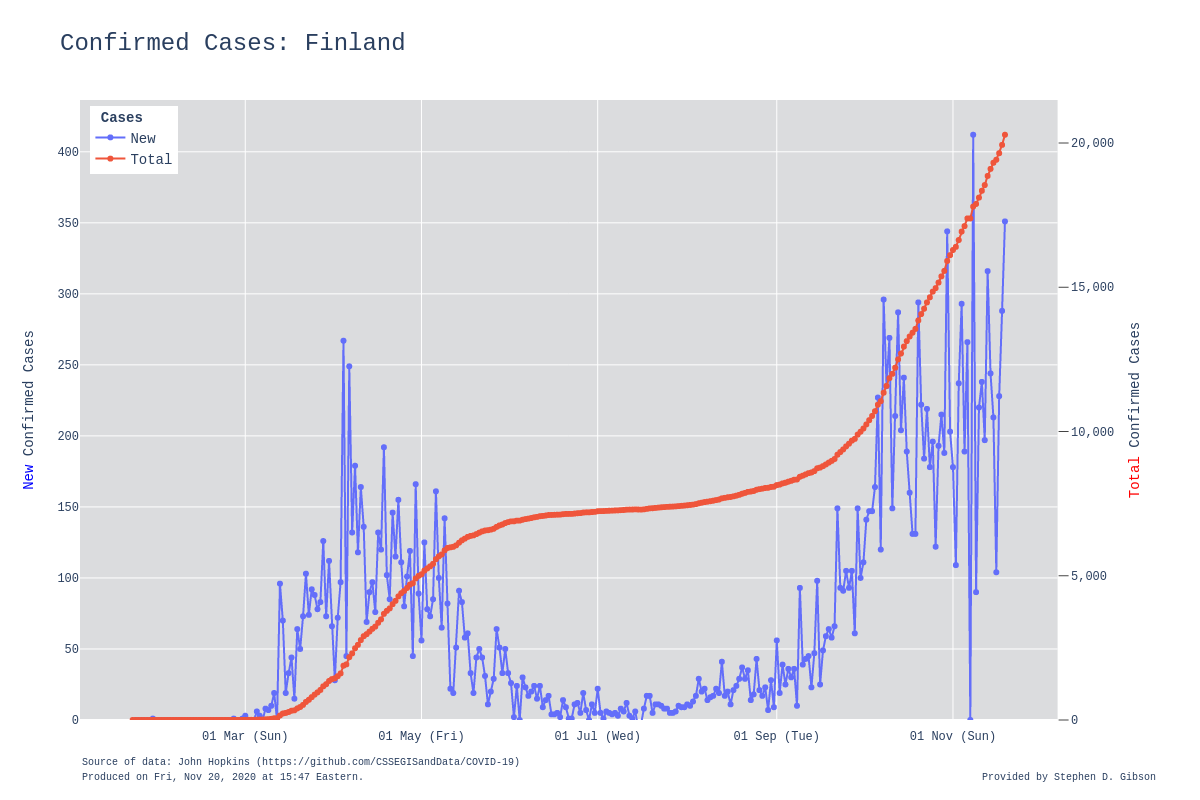 Confirmed Cases: Finland
Cases
New
Total
400
350
300
250
200
150
100
50
0
20,000
15,000
10,000
5,000
0
New Confirmed Cases
Total Confirmed Cases
01 Mar (Sun)
01 May (Fri)
01 Jul (Wed)
01 Sep (Tue)
01 Nov (Sun)
Source of data: John Hopkins (https://github.com/CSSEGISandData/COVID-19)
Produced on Fri, Nov 20, 2020 at 15:47 Eastern.
Provided by Stephen D. Gibson